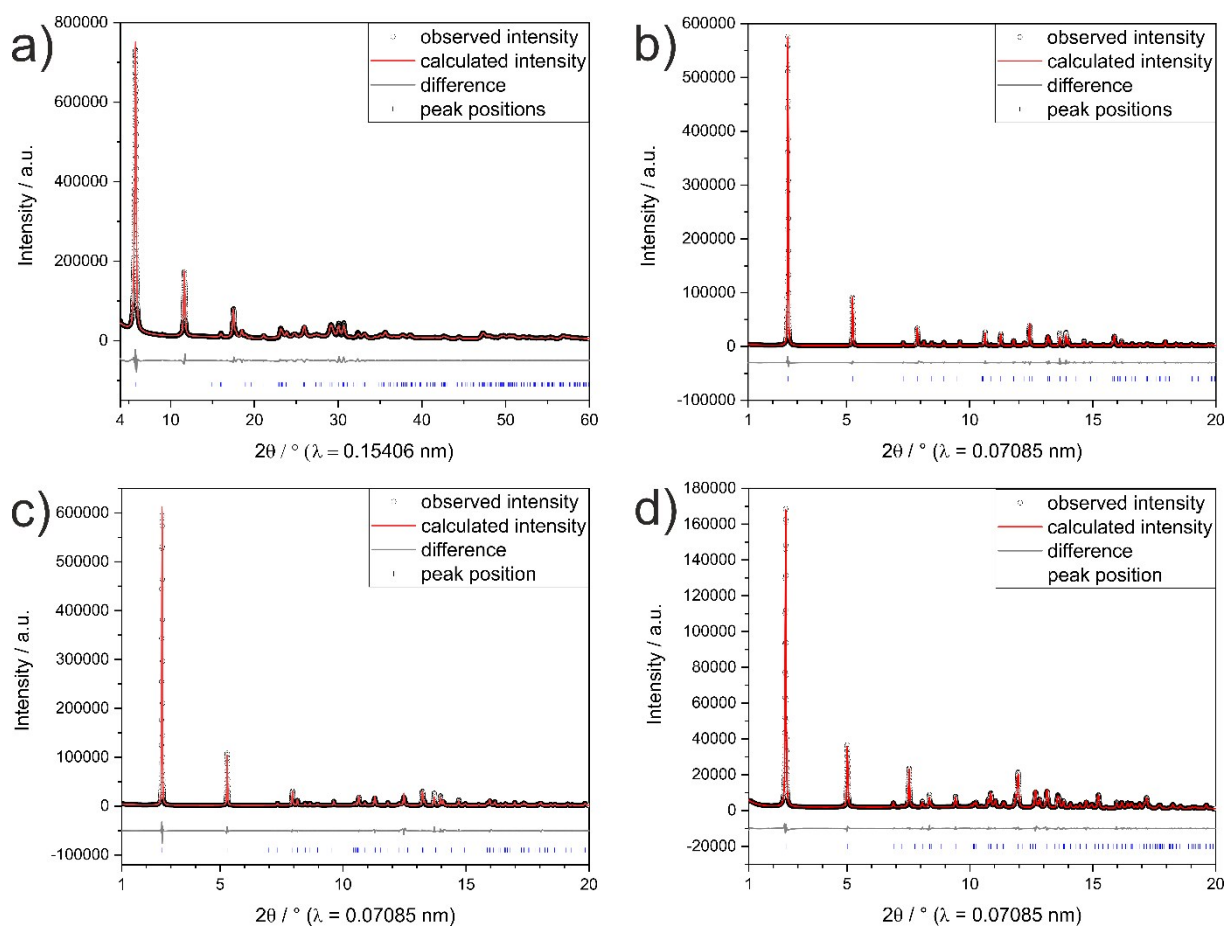 a)
800000
600000
400000
200000
0
Intensity / a.u.
observed intensity
calculated intensity
difference
peak positions
4 10 20 30 40 50 60
2θ / ° (λ = 0.15406 nm)
b)
600000
500000
400000
300000
200000
100000
0
-100000
Intensity / a.u.
observed intensity
calculated intensity
difference
peak positions
1 5 10 15 20
2θ / ° (λ = 0.07085 nm)
c)
600000
500000
400000
300000
200000
100000
0
-100000
Intensity / a.u.
observed intensity
calculated intensity
difference
peak position
1 5 10 15 20
2θ / ° (λ = 0.07085 nm)
d)
180000
160000
140000
120000
100000
80000
60000
40000
20000
0
-20000
Intensity / a.u.
observed intensity
calculated intensity
difference
peak position
1 5 10 15 20
2θ / ° (λ = 0.07085 nm)